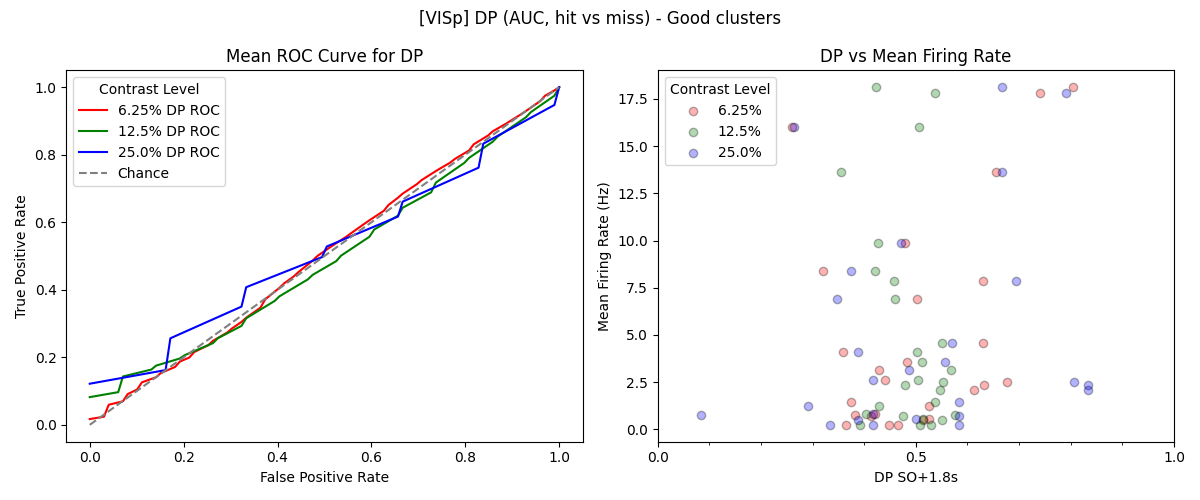 [VISp] DP (AUC, hit vs miss) - Good clusters
Mean ROC Curve for DP
Contrast Level
6.25% DP ROC
12.5% DP ROC
25.0% DP ROC
Chance
True Positive Rate
1.0
0.8
0.6
0.4
0.2
0.0
0.0 0.2 0.4 0.6 0.8 1.0
False Positive Rate
DP vs Mean Firing Rate
Contrast Level
6.25%
12.5%
25.0%
Mean Firing Rate (Hz)
17.5
15.0
12.5
10.0
7.5
5.0
2.5
0.0
0.0 0.5 1.0
DP SO+1.8s